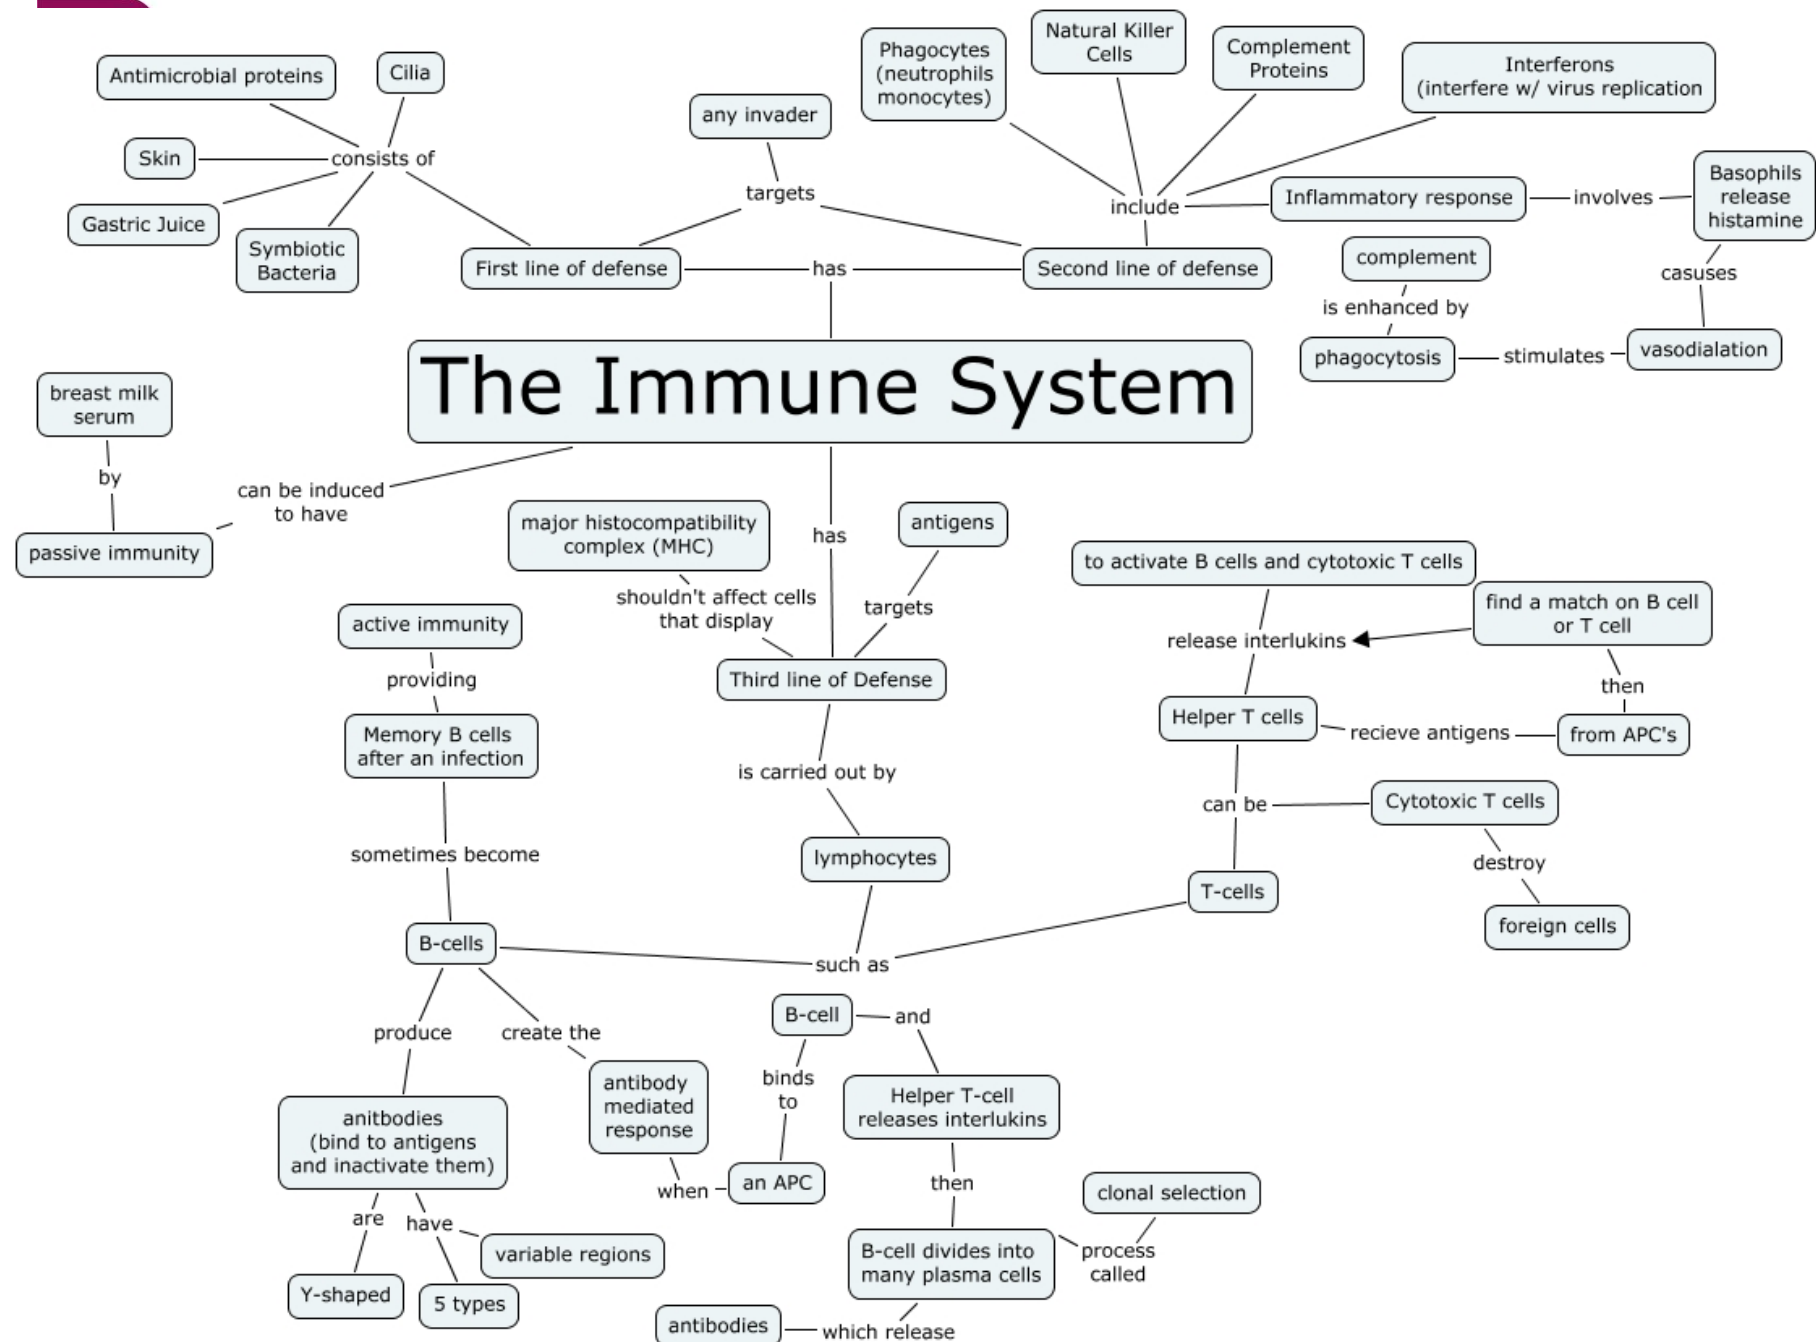 Antimicrobial proteins
Cilia
Skin
consists of
Gastric Juice
Symbiotic
Bacteria
any invader
targets
First line of defense
has
Second line of defense
Phagocytes
(neutrophils
monocytes)
Natural Killer
Cells
Complement
Proteins
Interferons
(interfere w/ virus replication
include
Inflammatory response
involves
Basophils
release
histamine
casuses
vasodialation
stimulates
phagocytosis
is enhanced by
complement
The Immune System
breast milk
serum
by
passive immunity
can be induced
to have
has
major histocompatibility
complex (MHC)
shouldn't affect cells
that display
antigens
targets
Third line of Defense
is carried out by
lymphocytes
such as
active immunity
providing
Memory B cells
after an infection
sometimes become
B-cells
to activate B cells and cytotoxic T cells
release interlukins
find a match on B cell
or T cell
then
Helper T cells
recieve antigens
from APC's
can be
Cytotoxic T cells
destroy
foreign cells
T-cells
produce
create the
anitbodies
(bind to antigens
and inactivate them)
are
have
Y-shaped
5 types
variable regions
antibody
mediated
response
when
an APC
binds
to
B-cell
and
Helper T-cell
releases interlukins
then
B-cell divides into
many plasma cells
process
called
clonal selection
which release
antibodies